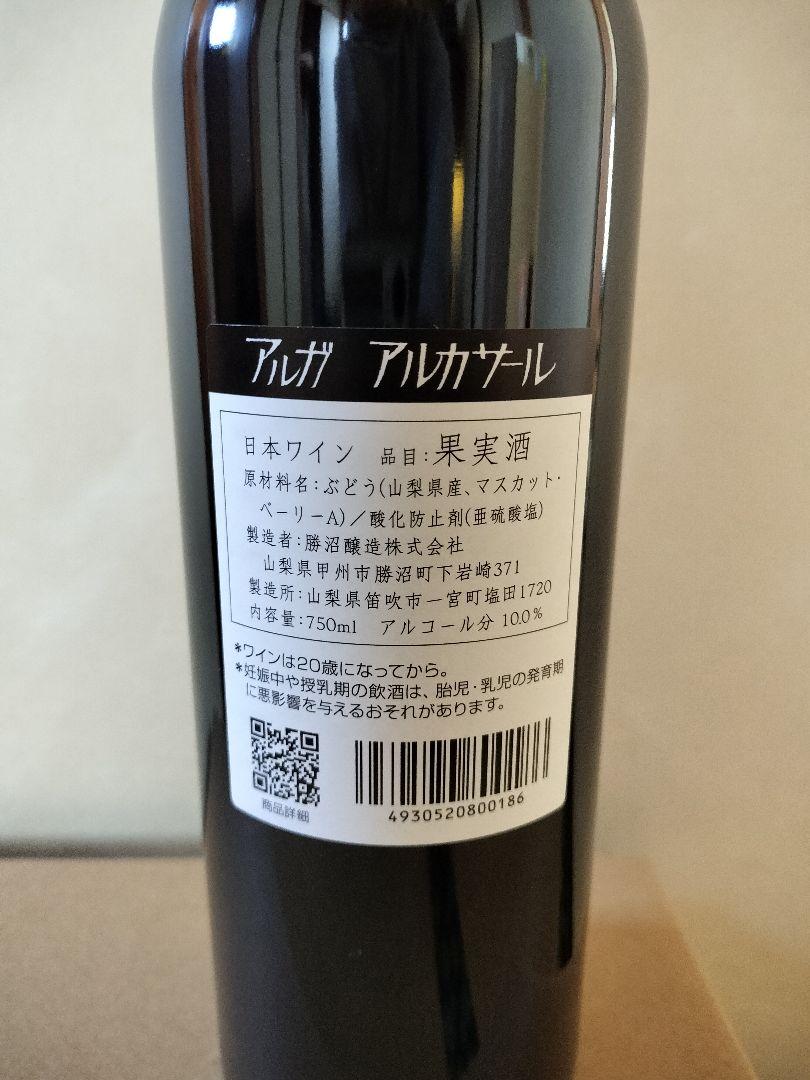 アルガ　アルカサール
日本ワイン　品目：果実酒
原材料名：ぶどう(山梨県産、マスカット・
ベーリーA)／酸化防止剤(亜硫酸塩)
製造者：勝沼醸造株式会社
山梨県甲州市勝沼町下岩崎371
製造所：山梨県笛吹市一宮町塩田1720
内容量：750ml　アルコール分 10.0％
*ワインは20歳になってから。
*妊娠中や授乳期の飲酒は、胎児・乳児の発育期
に悪影響を与えるおそれがあります。
商品詳細
4930520800186